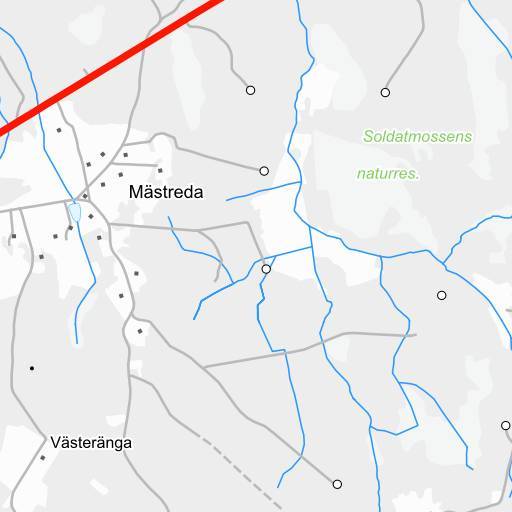 Soldatmossens
naturres.
Mästreda
Västeränga